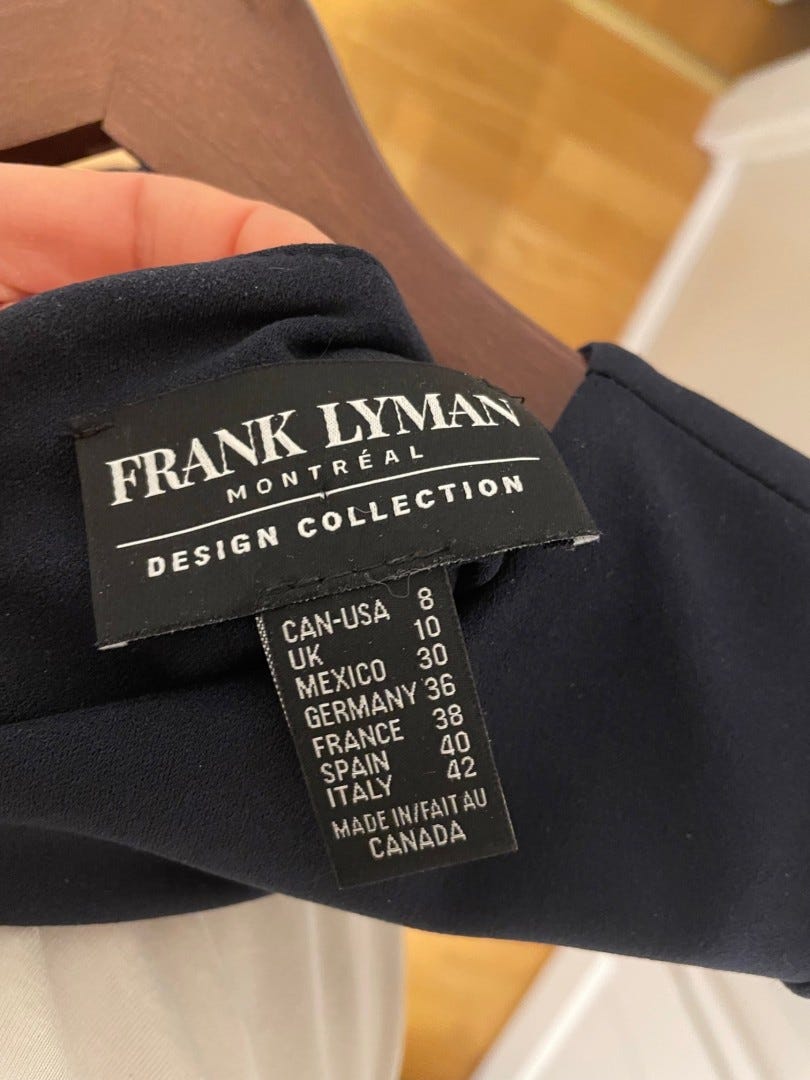 FRANK LYMAN
MONTRÉAL
DESIGN COLLECTION
CAN-USA 8
UK 10
MEXICO 30
GERMANY 36
FRANCE 38
SPAIN 40
ITALY 42
MADE IN/FAIT AU
CANADA